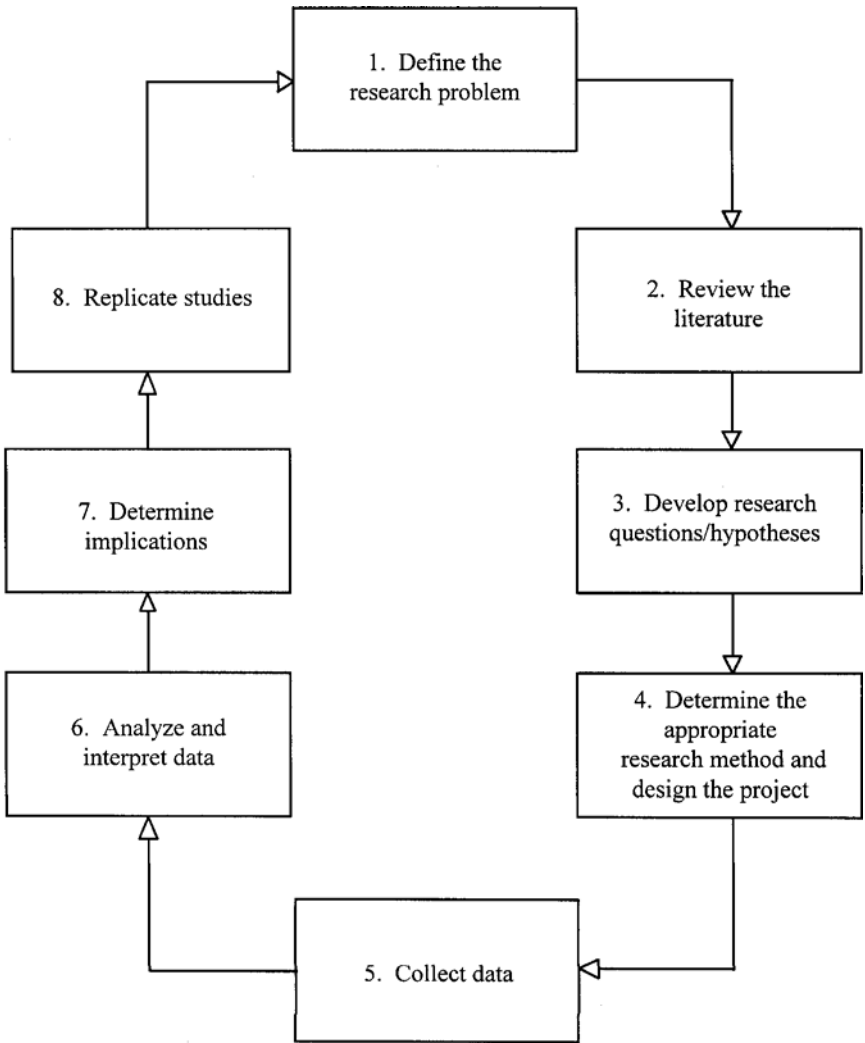 1. Define the
research problem
2. Review the
literature
3. Develop research
questions/hypotheses
4. Determine the
appropriate
research method and
design the project
5. Collect data
6. Analyze and
interpret data
7. Determine
implications
8. Replicate studies